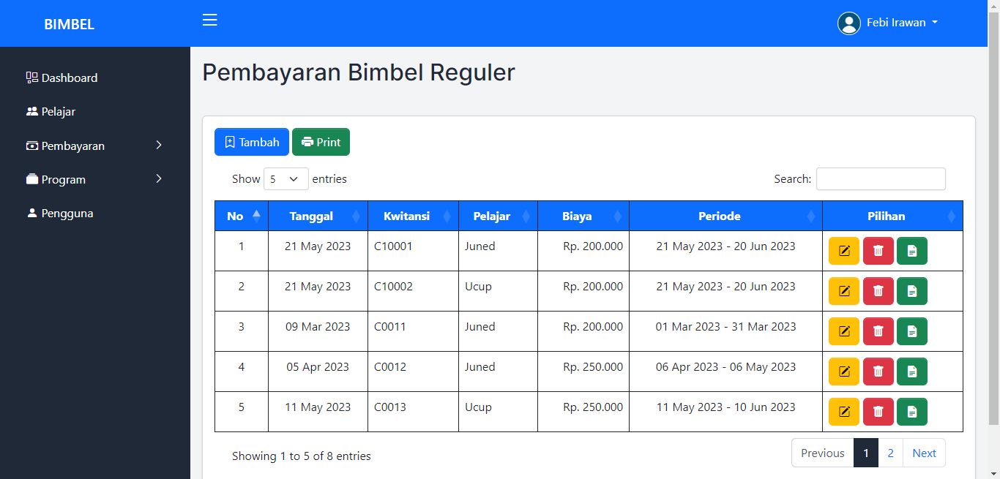 BIMBEL
Febi Irawan
Dashboard
Pelajar
Pembayaran
Program
Pengguna
Pembayaran Bimbel Reguler
Tambah Print
Show 5 entries Search:
No Tanggal Kwitansi Pelajar Biaya Periode Pilihan
1 21 May 2023 C10001 Juned Rp. 200.000 21 May 2023 - 20 Jun 2023
2 21 May 2023 C10002 Ucup Rp. 200.000 21 May 2023 - 20 Jun 2023
3 09 Mar 2023 C0011 Juned Rp. 200.000 01 Mar 2023 - 31 Mar 2023
4 05 Apr 2023 C0012 Juned Rp. 250.000 06 Apr 2023 - 06 May 2023
5 11 May 2023 C0013 Ucup Rp. 250.000 11 May 2023 - 10 Jun 2023
Showing 1 to 5 of 8 entries Previous 1 2 Next